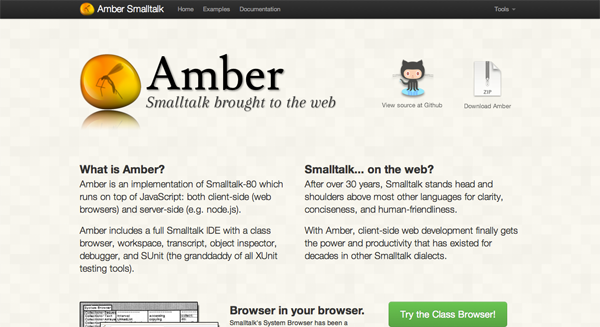 Amber Smalltalk Home Examples Documentation Tools
Amber
Smalltalk brought to the web
View source at Github
ZIP
Download Amber
What is Amber?
Amber is an implementation of Smalltalk-80 which
runs on top of JavaScript: both client-side (web
browsers) and server-side (e.g. node.js).
Amber includes a full Smalltalk IDE with a class
browser, workspace, transcript, object inspector,
debugger, and SUnit (the granddaddy of all XUnit
testing tools).
Smalltalk... on the web?
After over 30 years, Smalltalk stands head and
shoulders above most other languages for clarity,
conciseness, and human-friendliness.
With Amber, client-side web development finally gets
the power and productivity that has existed for
decades in other Smalltalk dialects.
System Browser
Browser in your browser.
Smalltalk's System Browser has been a
Try the Class Browser!